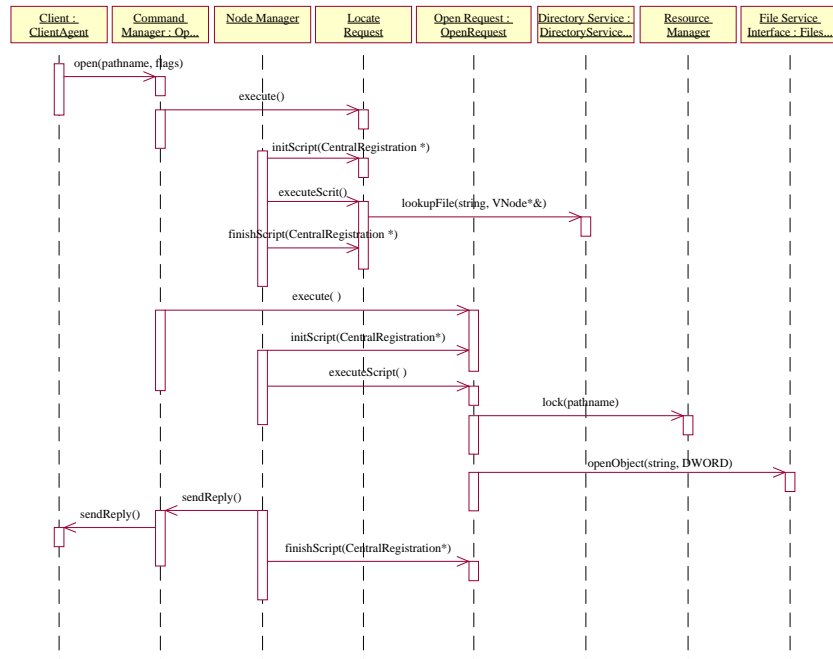 Client :
ClientAgent
Command
Manager : Op...
Node Manager
Locate
Request
Open Request :
OpenRequest
Directory Service :
DirectoryService...
Resource
Manager
File Service
Interface : Files...
open(pathname, flags)
execute()
initScript(CentralRegistration *)
executeScrit()
lookupFile(string, VNode*&)
finishScript(CentralRegistration *)
execute( )
initScript(CentralRegistration*)
executeScript( )
lock(pathname)
openObject(string, DWORD)
sendReply()
sendReply()
finishScript(CentralRegistration*)